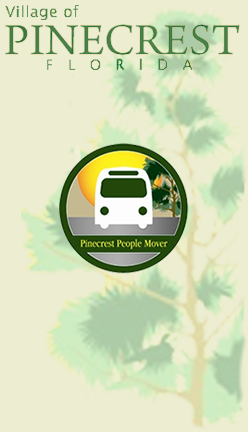 Village of
PINECREST
FLORIDA
Pinecrest People Mover